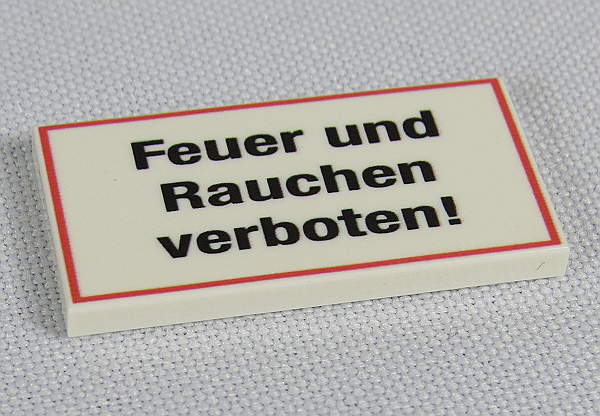 Feuer und
Rauchen
verboten!